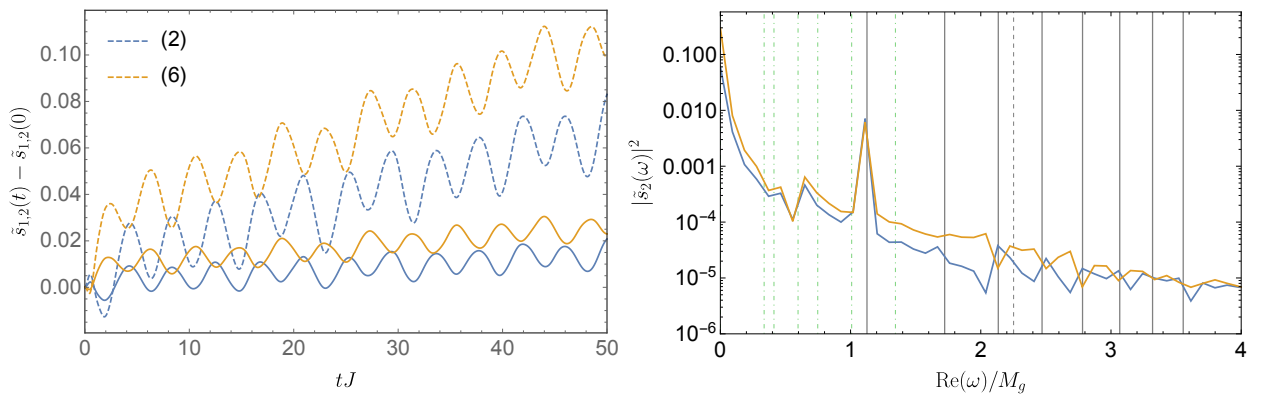 0.10
0.08
0.06
0.04
0.02
0.00
s̃₁,₂(t) − s̃₁,₂(0)
(2)
(6)
0 10 20 30 40 50
tJ
0.100
0.010
0.001
10⁻⁴
10⁻⁵
10⁻⁶
|s̃₂(ω)|²
0 1 2 3 4
Re(ω)/M_g